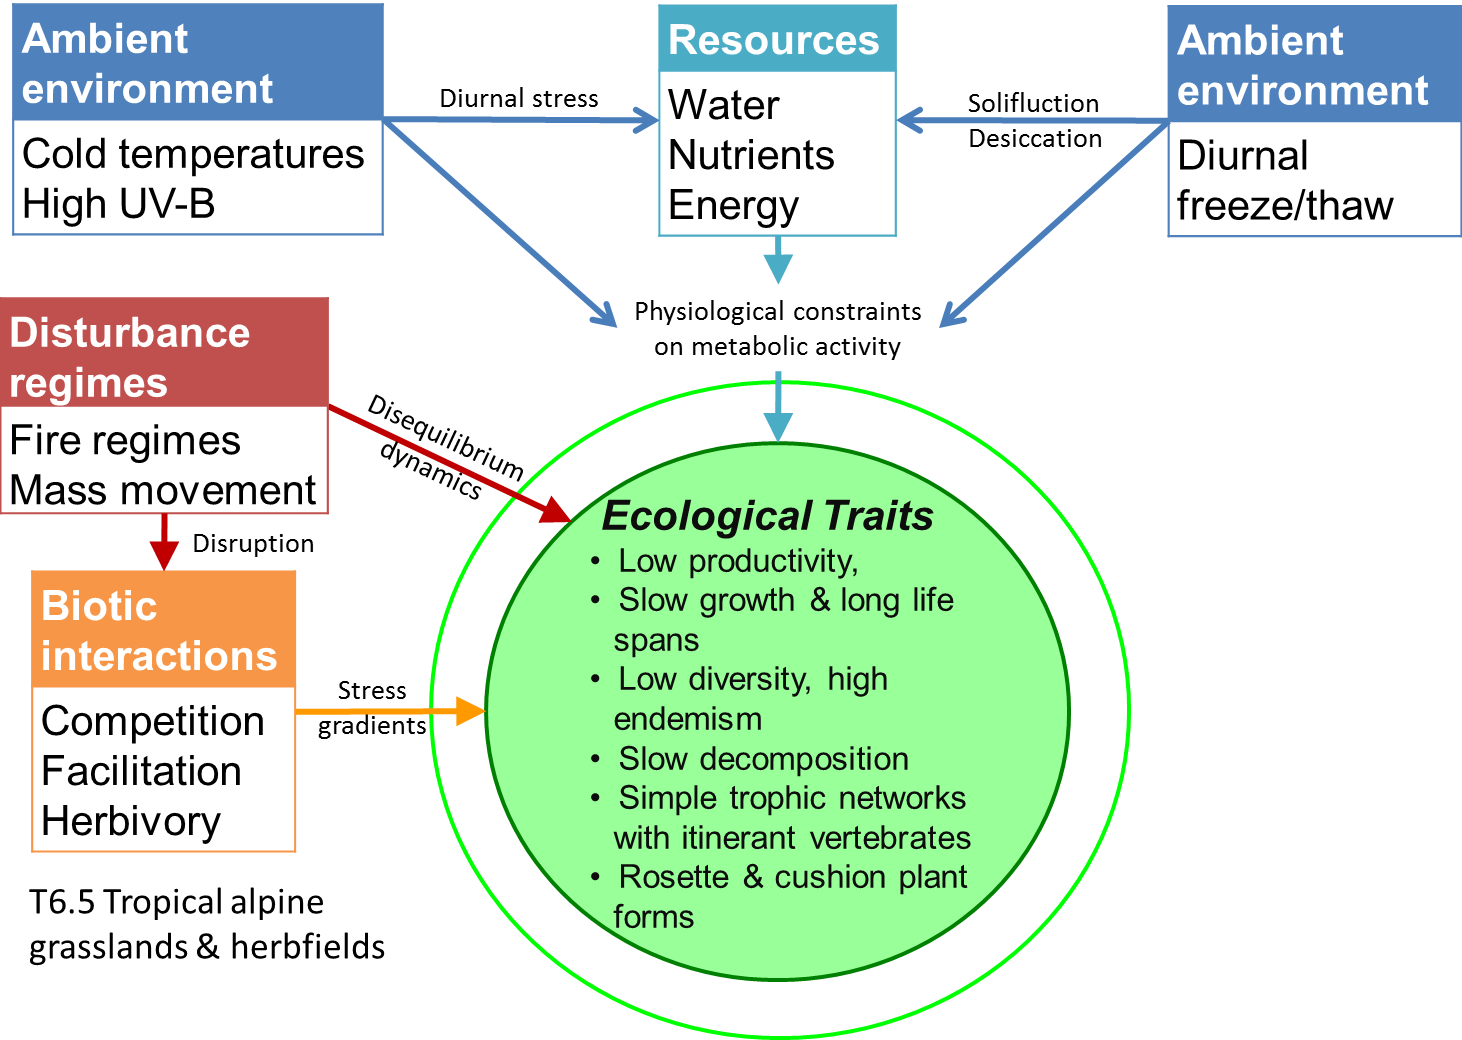 Ambient
environment
Cold temperatures
High UV-B
Diurnal stress
Resources
Water
Nutrients
Energy
Solifluction
Desiccation
Ambient
environment
Diurnal
freeze/thaw
Physiological constraints
on metabolic activity
Disturbance
regimes
Fire regimes
Mass movement
Disequilibrium
dynamics
Disruption
Biotic
interactions
Competition
Facilitation
Herbivory
Stress
gradients
Ecological Traits
• Low productivity,
• Slow growth & long life
spans
• Low diversity, high
endemism
• Slow decomposition
• Simple trophic networks
with itinerant vertebrates
• Rosette & cushion plant
forms
T6.5 Tropical alpine
grasslands & herbfields